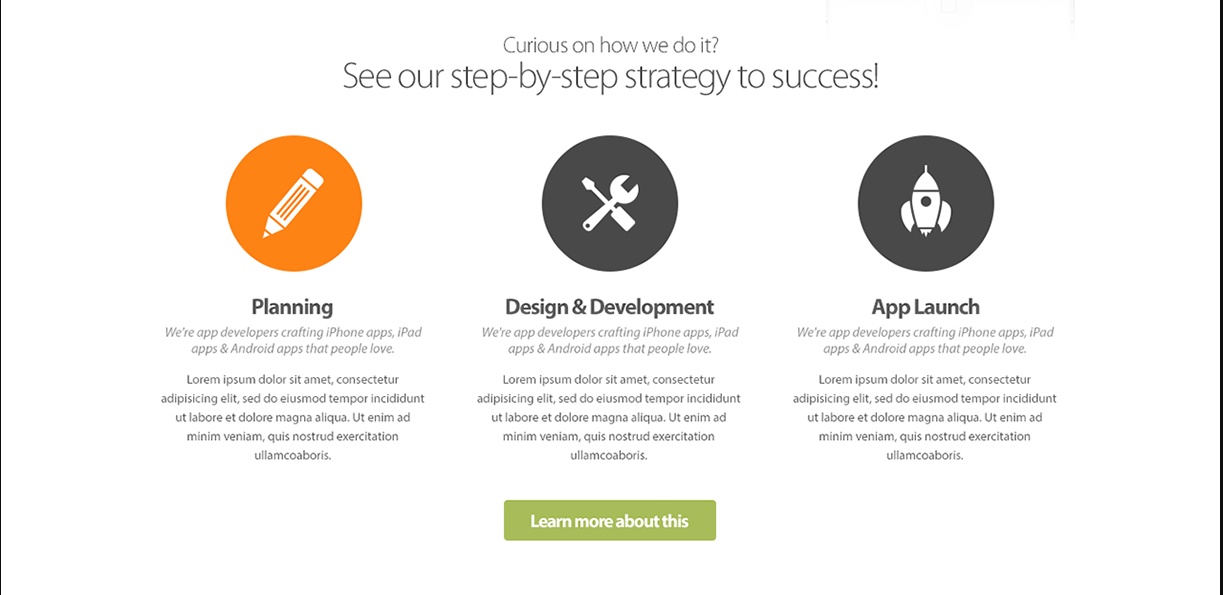 Curious on how we do it?
See our step-by-step strategy to success!
Planning
We're app developers crafting iPhone apps, iPad
apps & Android apps that people love.
Lorem ipsum dolor sit amet, consectetur
adipisicing elit, sed do eiusmod tempor incididunt
ut labore et dolore magna aliqua. Ut enim ad
minim veniam, quis nostrud exercitation
ullamcoaboris.
Design & Development
We're app developers crafting iPhone apps, iPad
apps & Android apps that people love.
Lorem ipsum dolor sit amet, consectetur
adipisicing elit, sed do eiusmod tempor incididunt
ut labore et dolore magna aliqua. Ut enim ad
minim veniam, quis nostrud exercitation
ullamcoaboris.
App Launch
We're app developers crafting iPhone apps, iPad
apps & Android apps that people love.
Lorem ipsum dolor sit amet, consectetur
adipisicing elit, sed do eiusmod tempor incididunt
ut labore et dolore magna aliqua. Ut enim ad
minim veniam, quis nostrud exercitation
ullamcoaboris.
Learn more about this